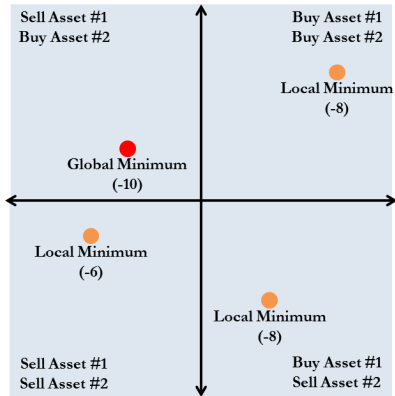 Sell Asset #1
Buy Asset #2
Buy Asset #1
Buy Asset #2
Local Minimum
(-8)
Global Minimum
(-10)
Local Minimum
(-6)
Local Minimum
(-8)
Sell Asset #1
Sell Asset #2
Buy Asset #1
Sell Asset #2